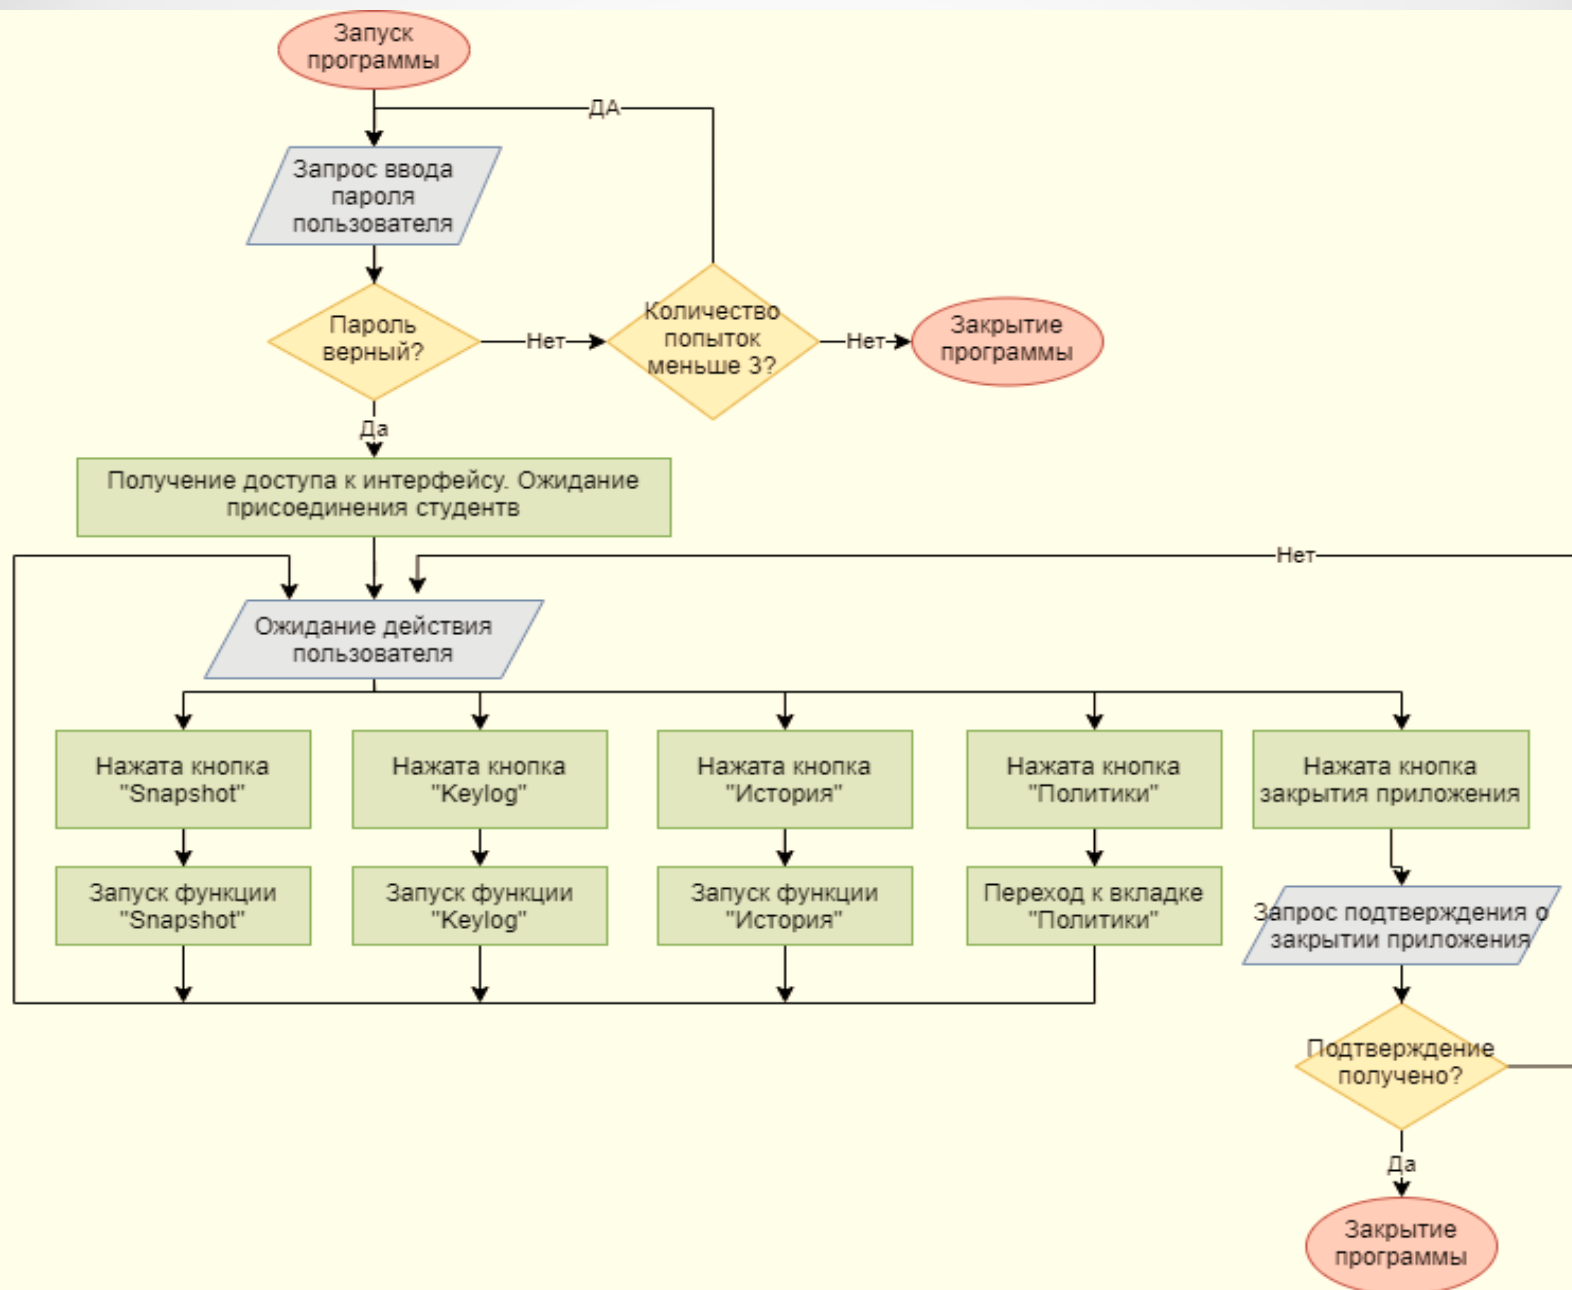 Запуск
программы
ДА
Запрос ввода
пароля
пользователя
Пароль
верный?
Нет
Количество
попыток
меньше 3?
Нет
Закрытие
программы
Да
Получение доступа к интерфейсу. Ожидание
присоединения студентв
Нет
Ожидание действия
пользователя
Нажата кнопка
"Snapshot"
Нажата кнопка
"Keylog"
Нажата кнопка
"История"
Нажата кнопка
"Политики"
Нажата кнопка
закрытия приложения
Запуск функции
"Snapshot"
Запуск функции
"Keylog"
Запуск функции
"История"
Переход к вкладке
"Политики"
Запрос подтверждения о
закрытии приложения
Подтверждение
получено?
Да
Закрытие
программы